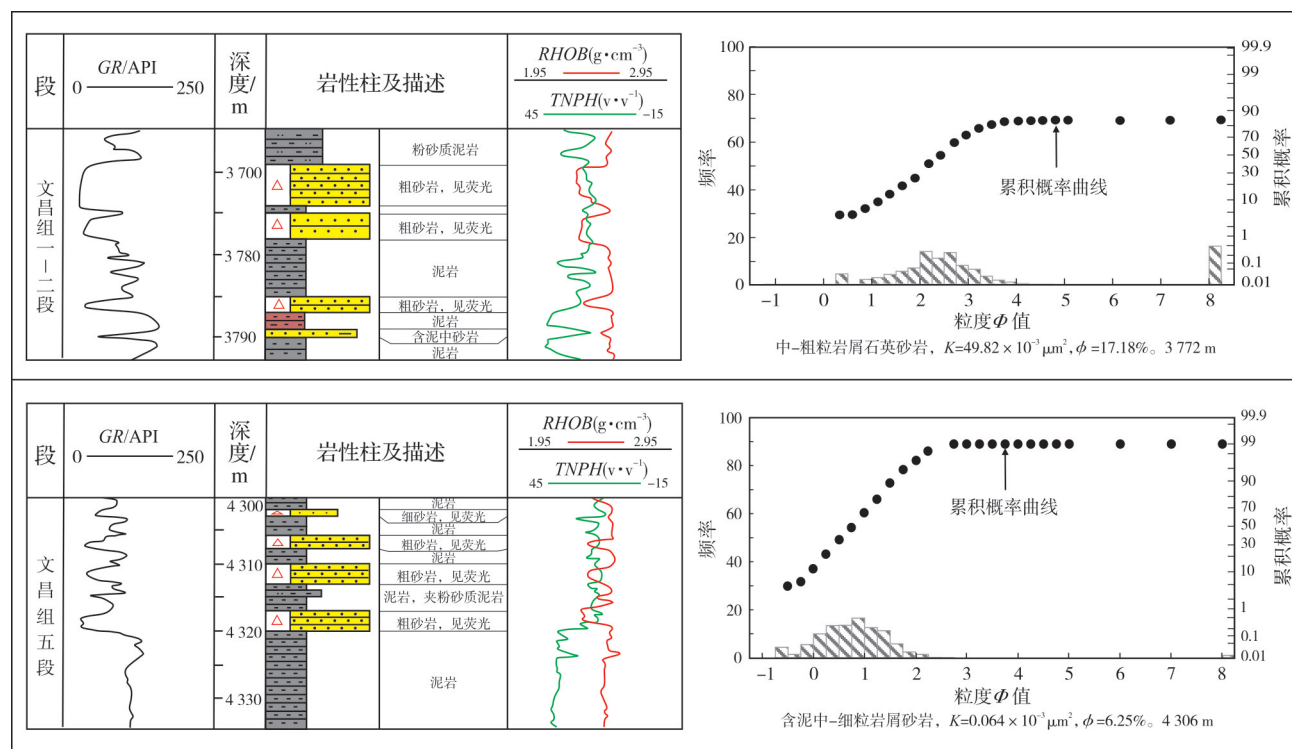 段
GR/API
0 250
深度/m
岩性柱及描述
RHOB(g·cm⁻³)
1.95 2.95
TNPH(v·v⁻¹)
45 -15
文昌组一—二段
3 700
3 780
3 790
粉砂质泥岩
粗砂岩，见荧光
粗砂岩，见荧光
泥岩
粗砂岩，见荧光
泥岩
含泥中砂岩
泥岩
频率
100
80
60
40
20
0
-1 0 1 2 3 4 5 6 7 8
粒度Φ值
累积概率
99.9
99
90
70
50
30
10
1
0.1
0.01
累积概率曲线
中-粗粒岩屑石英砂岩，K=49.82×10⁻³μm²,ϕ=17.18%。3 772 m
段
GR/API
0 250
深度/m
岩性柱及描述
RHOB(g·cm⁻³)
1.95 2.95
TNPH(v·v⁻¹)
45 -15
文昌组五段
4 300
4 310
4 320
4 330
泥岩
细砂岩，见荧光
泥岩
粗砂岩，见荧光
泥岩
粗砂岩，见荧光
泥岩，夹粉砂质泥岩
粗砂岩，见荧光
泥岩
频率
100
80
60
40
20
0
-1 0 1 2 3 4 5 6 7 8
粒度Φ值
累积概率
99.9
99
90
70
50
30
10
1
0.1
0.01
累积概率曲线
含泥中-细粒岩屑砂岩，K=0.064×10⁻³μm²,ϕ=6.25%。4 306 m